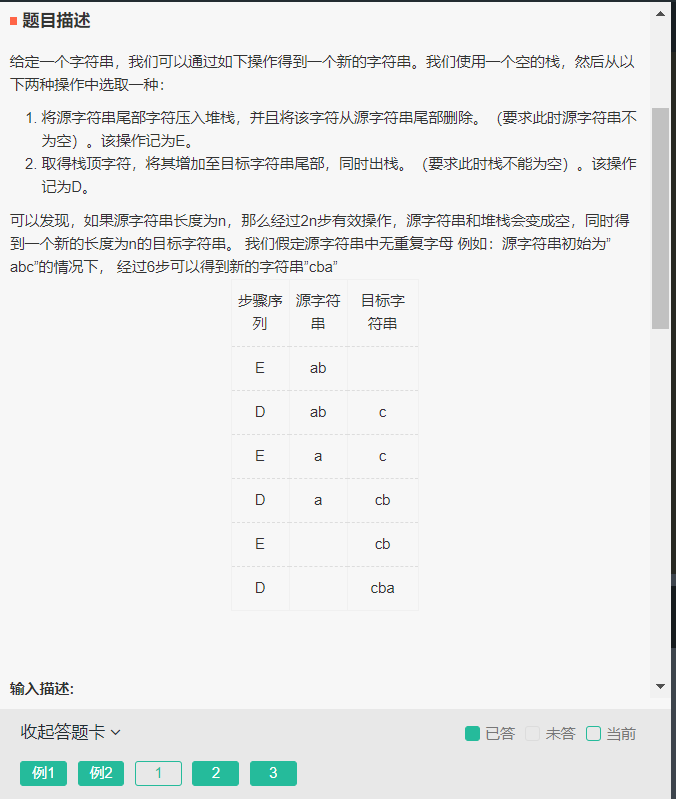 题目描述
给定一个字符串，我们可以通过如下操作得到一个新的字符串。我们使用一个空的栈，然后从以
下两种操作中选取一种：
1. 将源字符串尾部字符压入堆栈，并且将该字符从源字符串尾部删除。（要求此时源字符串不
为空）。该操作记为E。
2. 取得栈顶字符，将其增加至目标字符串尾部，同时出栈。（要求此时栈不能为空）。该操作
记为D。
可以发现，如果源字符串长度为n，那么经过2n步有效操作，源字符串和堆栈会变成空，同时得
到一个新的长度为n的目标字符串。 我们假定源字符串中无重复字母 例如：源字符串初始为”
abc”的情况下， 经过6步可以得到新的字符串”cba”
步骤序 源字符 目标字
列 串 符串
E ab
D ab c
E a c
D a cb
E cb
D cba
输入描述:
收起答题卡 已答 未答 当前
例1 例2 1 2 3